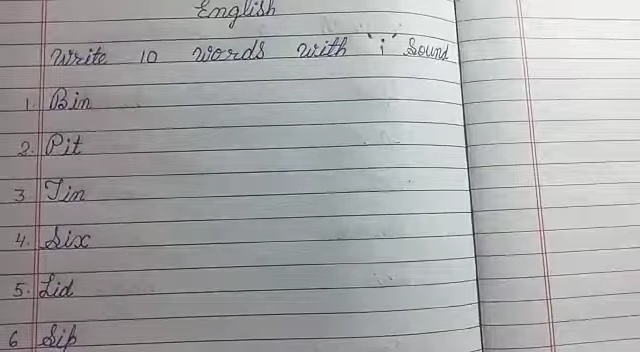 English
Write 10 words with 'i' Sound
1. Bin
2. Pit
3 Tin
4. Six
5. Lid
6 Sip